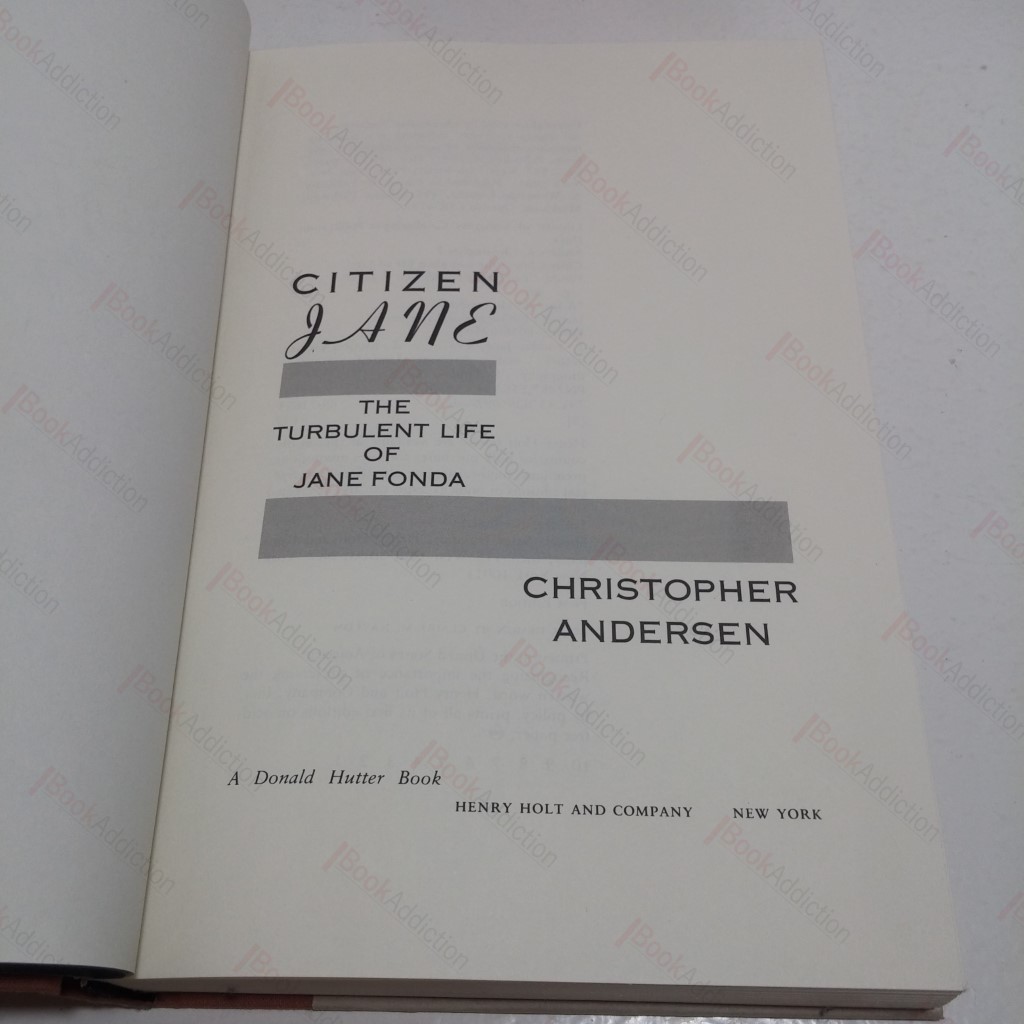 CITIZEN
JANE
THE
TURBULENT LIFE
OF
JANE FONDA
CHRISTOPHER
ANDERSEN
A Donald Hutter Book
HENRY HOLT AND COMPANY NEW YORK
BookAddiction